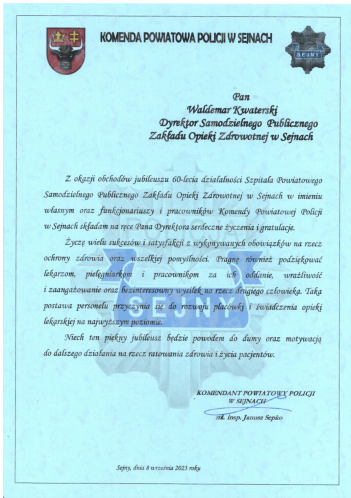 KOMENDA POWIATOWA POLICJI W SEJNACH
SEJNY
Pan
Waldemar Kwaterski
Dyrektor Samodzielnego Publicznego
Zakładu Opieki Zdrowotnej w Sejnach
Z okazji obchodów jubileuszu 60-lecia działalności Szpitala Powiatowego
Samodzielnego Publicznego Zakładu Opieki Zdrowotnej w Sejnach w imieniu
własnym oraz funkcjonariuszy i pracowników Komendy Powiatowej Policji
w Sejnach składam na ręce Pana Dyrektora serdeczne życzenia i gratulacje.
Życzę wielu sukcesów i satysfakcji z wykonywanych obowiązków na rzecz
ochrony zdrowia oraz wszelkiej pomyślności. Pragnę również podziękować
lekarzom, pielęgniarkom i pracownikom za ich oddanie, wrażliwość
i zaangażowanie oraz bezinteresowny wysiłek na rzecz drugiego człowieka. Taka
postawa personelu przyczynia się do rozwoju placówki i świadczenia opieki
lekarskiej na najwyższym poziomie.
SEJNY
Niech ten piękny jubileusz będzie powodem do dumy oraz motywacją
do dalszego działania na rzecz ratowania zdrowia i życia pacjentów.
KOMENDANT POWIATOWY POLICJI
W SEJNACH
mł. insp. Janusz Sepko
Sejny, dnia 8 września 2023 roku